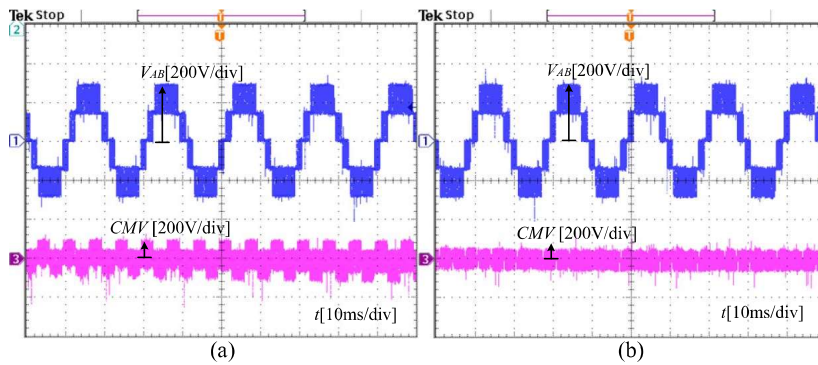 Tek Stop
T
T
2
VAB[200V/div]
1
CMV [200V/div]
3
t[10ms/div]
(a)
Tek Stop
T
T
VAB[200V/div]
1
CMV [200V/div]
3
t[10ms/div]
(b)